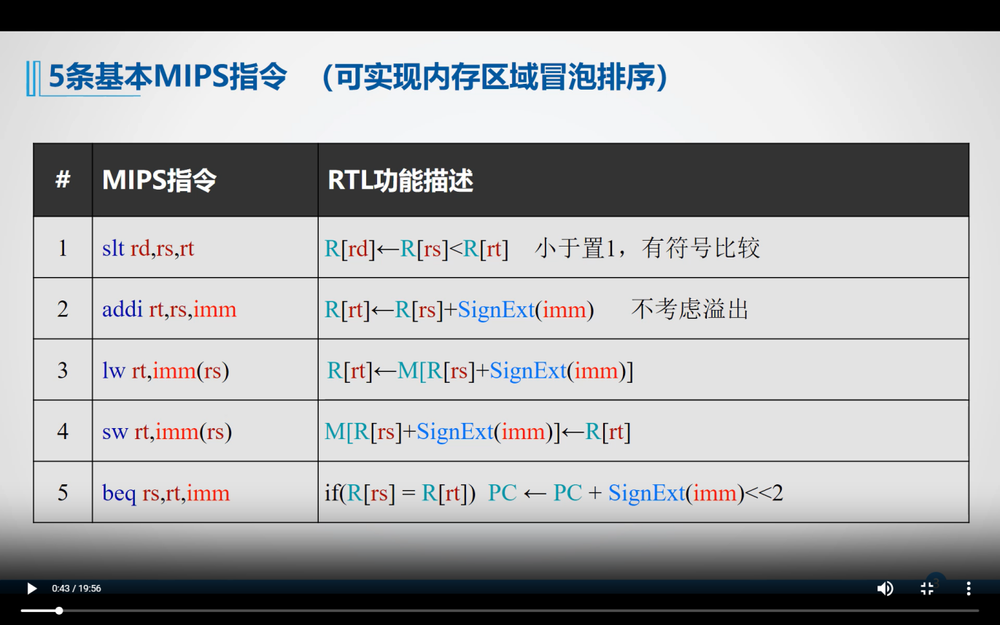 5条基本MIPS指令 (可实现内存区域冒泡排序)
# MIPS指令 RTL功能描述
1 slt rd,rs,rt R[rd]←R[rs]<R[rt] 小于置1，有符号比较
2 addi rt,rs,imm R[rt]←R[rs]+SignExt(imm) 不考虑溢出
3 lw rt,imm(rs) R[rt]←M[R[rs]+SignExt(imm)]
4 sw rt,imm(rs) M[R[rs]+SignExt(imm)]←R[rt]
5 beq rs,rt,imm if(R[rs] = R[rt]) PC ← PC + SignExt(imm)<<2
3
0:43 / 19:56